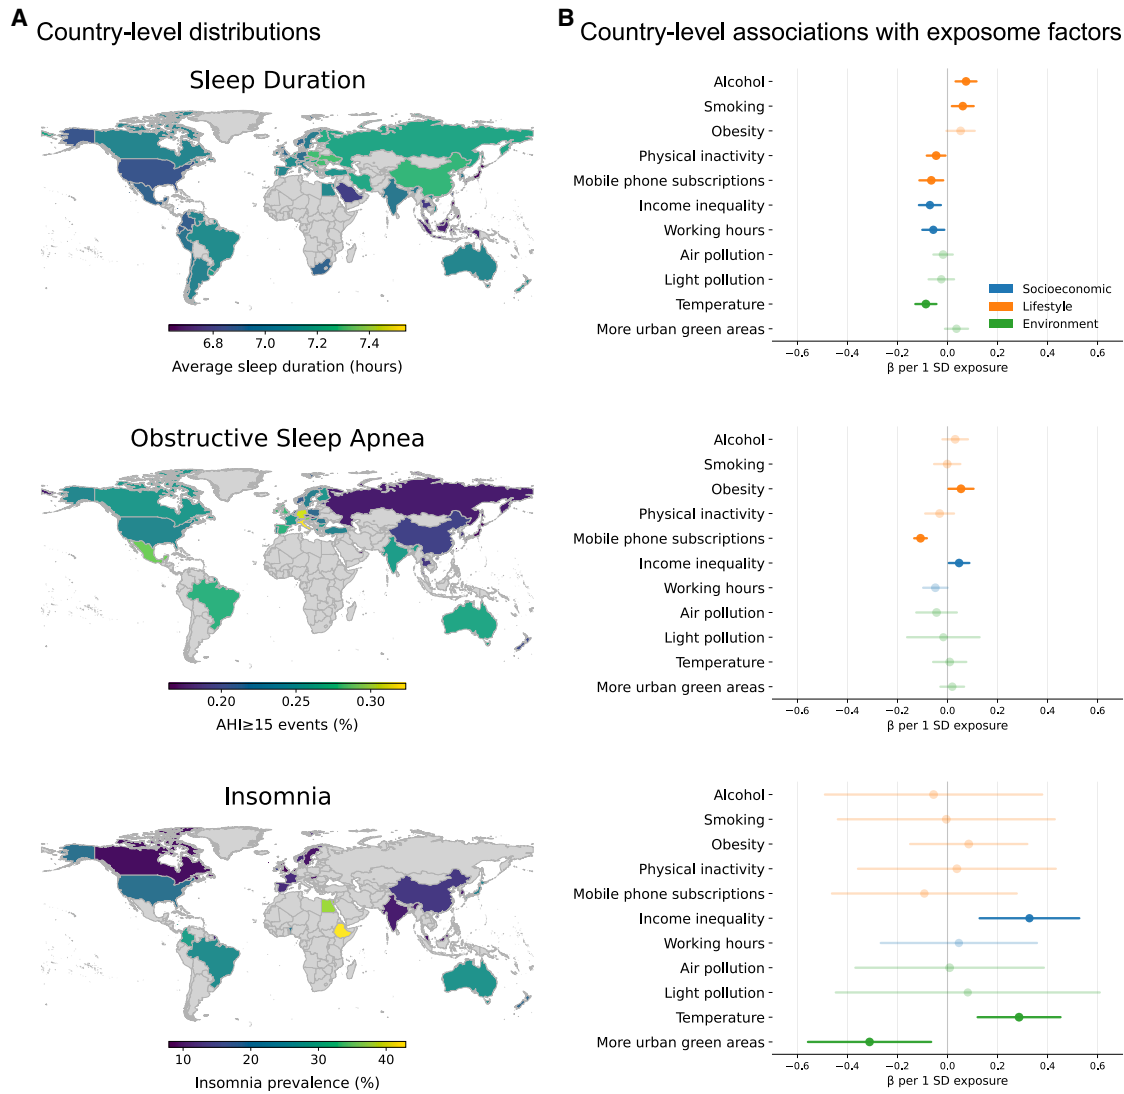 A Country-level distributions
B Country-level associations with exposome factors
Sleep Duration
6.8 7.0 7.2 7.4
Average sleep duration (hours)
Alcohol
Smoking
Obesity
Physical inactivity
Mobile phone subscriptions
Income inequality
Working hours
Air pollution
Light pollution
Temperature
More urban green areas
Socioeconomic
Lifestyle
Environment
−0.6 −0.4 −0.2 0.0 0.2 0.4 0.6
β per 1 SD exposure
Obstructive Sleep Apnea
0.20 0.25 0.30
AHI≥15 events (%)
Alcohol
Smoking
Obesity
Physical inactivity
Mobile phone subscriptions
Income inequality
Working hours
Air pollution
Light pollution
Temperature
More urban green areas
−0.6 −0.4 −0.2 0.0 0.2 0.4 0.6
β per 1 SD exposure
Insomnia
10 20 30 40
Insomnia prevalence (%)
Alcohol
Smoking
Obesity
Physical inactivity
Mobile phone subscriptions
Income inequality
Working hours
Air pollution
Light pollution
Temperature
More urban green areas
−0.6 −0.4 −0.2 0.0 0.2 0.4 0.6
β per 1 SD exposure